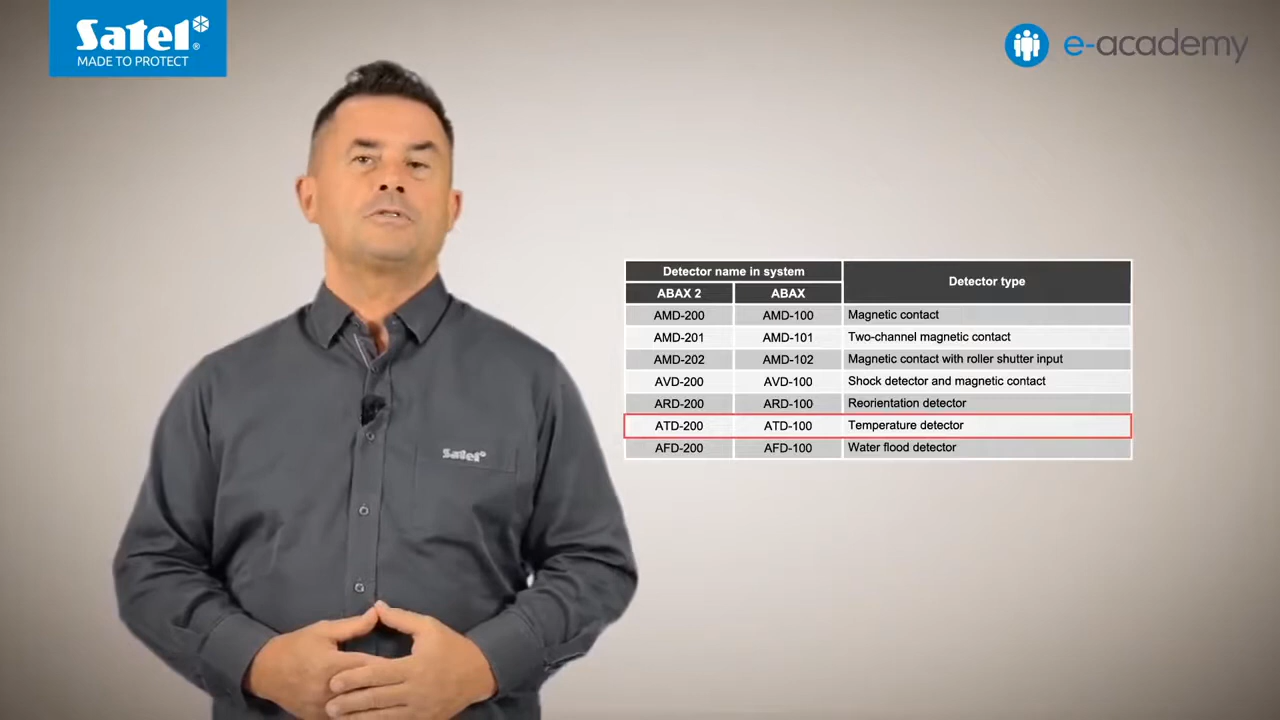 Satel®
MADE TO PROTECT
e-academy
Detector name in system
Detector type
ABAX 2 ABAX
AMD-200 AMD-100 Magnetic contact
AMD-201 AMD-101 Two-channel magnetic contact
AMD-202 AMD-102 Magnetic contact with roller shutter input
AVD-200 AVD-100 Shock detector and magnetic contact
ARD-200 ARD-100 Reorientation detector
ATD-200 ATD-100 Temperature detector
AFD-200 AFD-100 Water flood detector
Satel